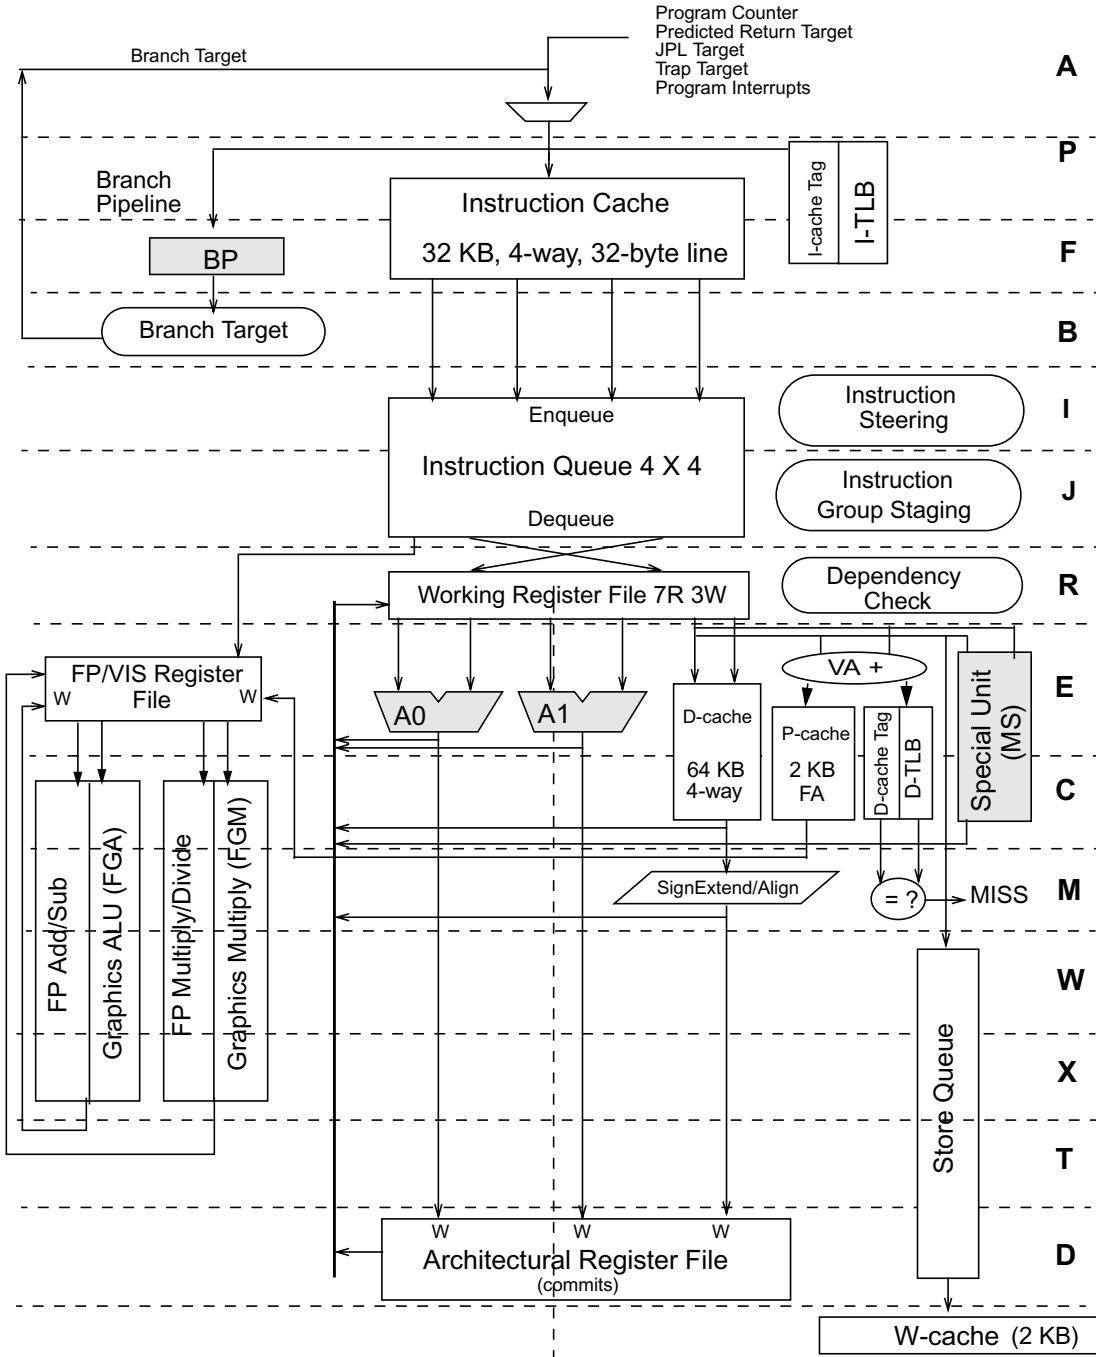 Program Counter
Predicted Return Target
JPL Target
Trap Target
Program Interrupts
Branch Target
A
P
Branch
Pipeline
Instruction Cache
32 KB, 4-way, 32-byte line
I-cache Tag
I-TLB
F
BP
Branch Target
B
Enqueue
Instruction
Steering
I
Instruction Queue 4 X 4
Instruction
Group Staging
J
Dequeue
Working Register File 7R 3W
Dependency
Check
R
FP/VIS Register
File
W
W
A0
A1
D-cache
64 KB
4-way
VA +
P-cache
2 KB
FA
D-cache Tag
D-TLB
Special Unit
(MS)
E
C
FP Add/Sub
Graphics ALU (FGA)
FP Multiply/Divide
Graphics Multiply (FGM)
SignExtend/Align
= ?
MISS
M
W
X
Store Queue
T
W
W
W
Architectural Register File
(commits)
D
W-cache (2 KB)